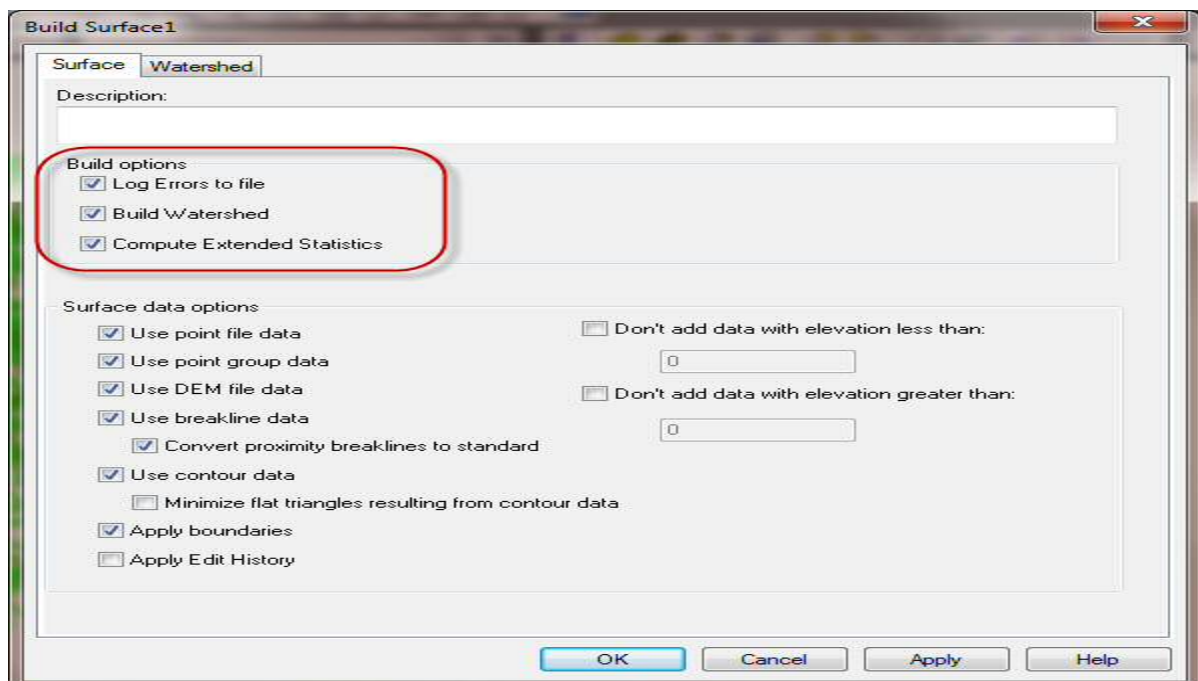 Build Surface1
Surface Watershed
Description:
Build options
Log Errors to file
Build Watershed
Compute Extended Statistics
Surface data options
Use point file data
Use point group data
Use DEM file data
Use breakline data
Convert proximity breaklines to standard
Use contour data
Minimize flat triangles resulting from contour data
Apply boundaries
Apply Edit History
Don't add data with elevation less than:
0
Don't add data with elevation greater than:
0
OK Cancel Apply Help